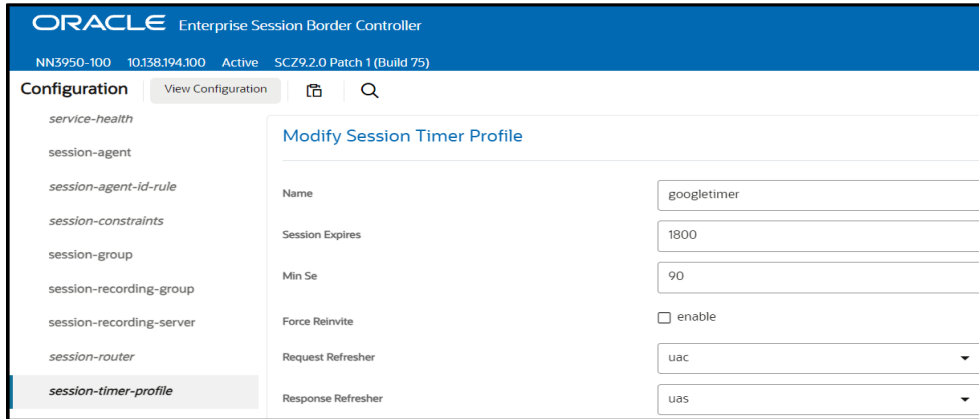 ORACLE Enterprise Session Border Controller
NN3950-100 10.138.194.100 Active SCZ9.2.0 Patch 1 (Build 75)
Configuration View Configuration
service-health
session-agent
session-agent-id-rule
session-constraints
session-group
session-recording-group
session-recording-server
session-router
session-timer-profile
Modify Session Timer Profile
Name googletimer
Session Expires 1800
Min Se 90
Force Reinvite enable
Request Refresher uac
Response Refresher uas